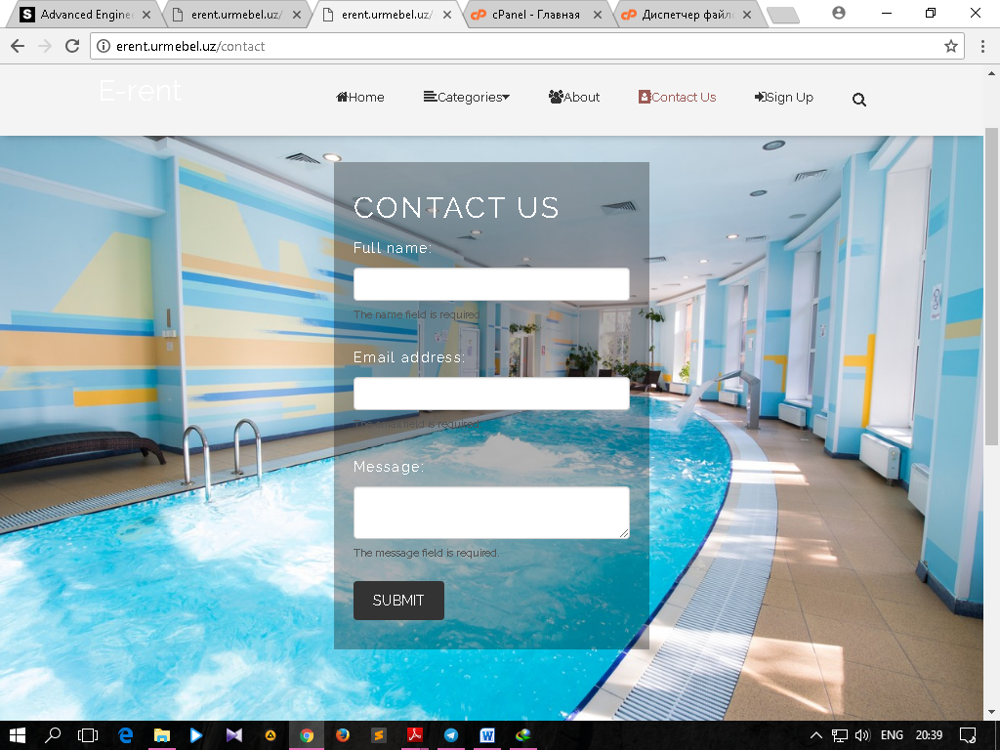 Advanced Engine
erent.urmebel.uz/
erent.urmebel.uz/
cPanel - Главная
Диспетчер файл
erent.urmebel.uz/contact
E-rent
Home
Categories
About
Contact Us
Sign Up
CONTACT US
Full name:
The name field is required.
Email address:
The email field is required.
Message:
The message field is required.
SUBMIT
ENG
20:39